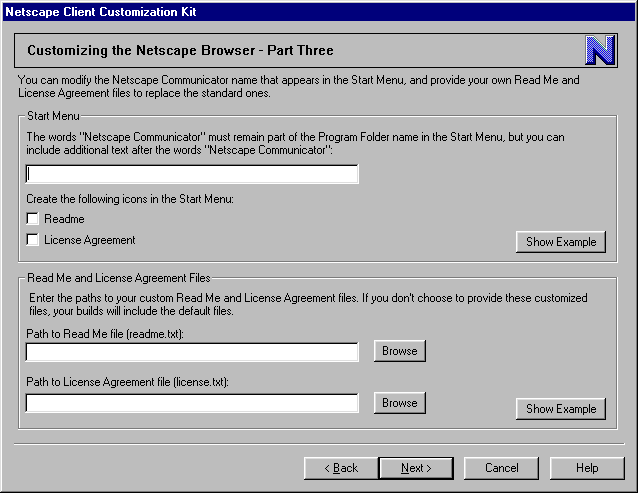 Netscape Client Customization Kit
Customizing the Netscape Browser - Part Three
N
You can modify the Netscape Communicator name that appears in the Start Menu, and provide your own Read Me and
License Agreement files to replace the standard ones.
Start Menu
The words "Netscape Communicator" must remain part of the Program Folder name in the Start Menu, but you can
include additional text after the words "Netscape Communicator":
Create the following icons in the Start Menu:
Readme
License Agreement
Show Example
Read Me and License Agreement Files
Enter the paths to your custom Read Me and License Agreement files. If you don't choose to provide these customized
files, your builds will include the default files.
Path to Read Me file (readme.txt):
Browse
Path to License Agreement file (license.txt):
Browse
Show Example
< Back
Next >
Cancel
Help